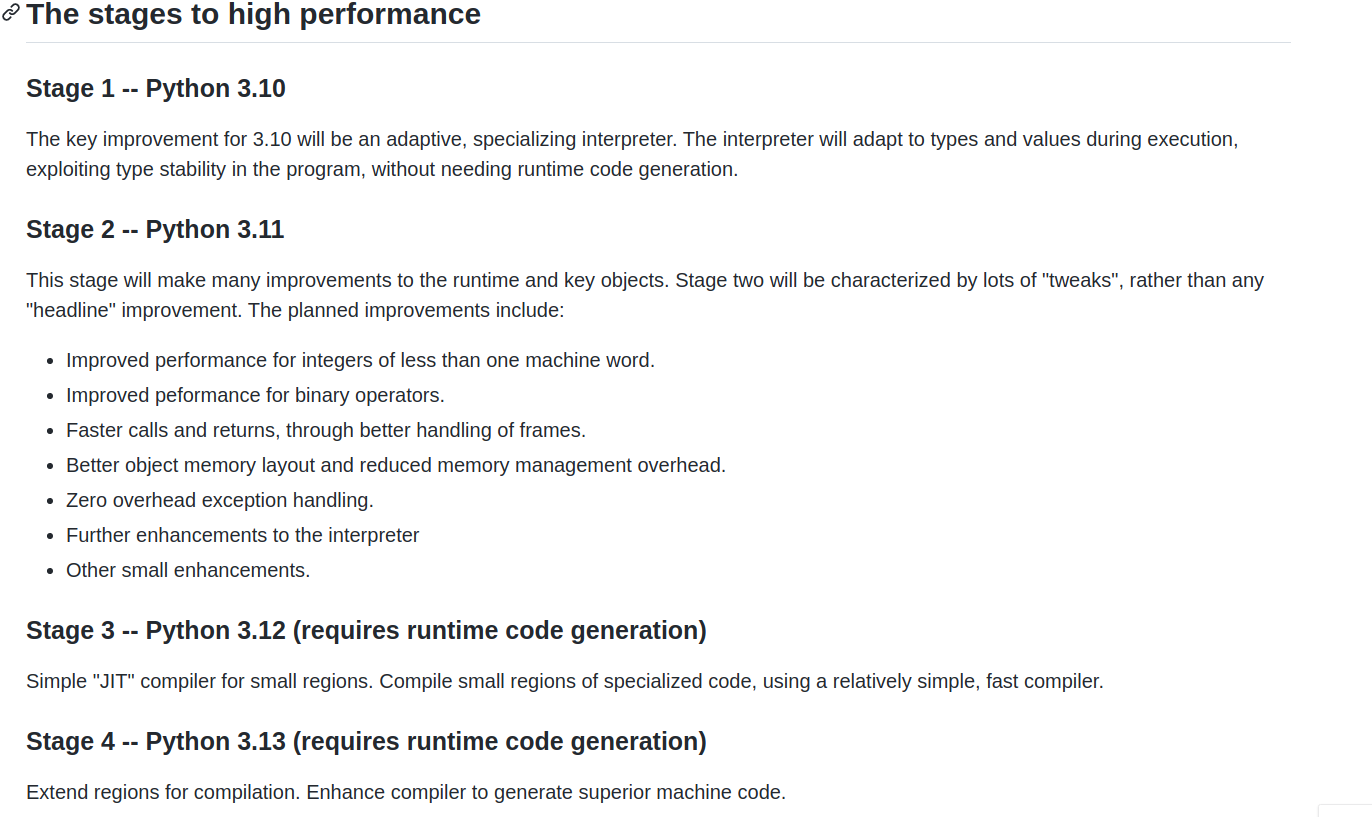 The stages to high performance
Stage 1 -- Python 3.10
The key improvement for 3.10 will be an adaptive, specializing interpreter. The interpreter will adapt to types and values during execution,
exploiting type stability in the program, without needing runtime code generation.
Stage 2 -- Python 3.11
This stage will make many improvements to the runtime and key objects. Stage two will be characterized by lots of "tweaks", rather than any
"headline" improvement. The planned improvements include:
• Improved performance for integers of less than one machine word.
• Improved peformance for binary operators.
• Faster calls and returns, through better handling of frames.
• Better object memory layout and reduced memory management overhead.
• Zero overhead exception handling.
• Further enhancements to the interpreter
• Other small enhancements.
Stage 3 -- Python 3.12 (requires runtime code generation)
Simple "JIT" compiler for small regions. Compile small regions of specialized code, using a relatively simple, fast compiler.
Stage 4 -- Python 3.13 (requires runtime code generation)
Extend regions for compilation. Enhance compiler to generate superior machine code.